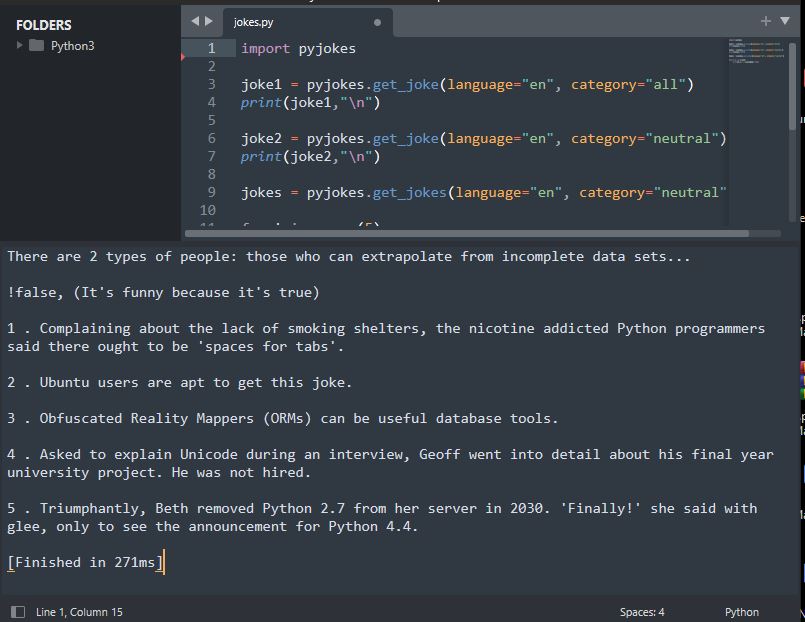 FOLDERS
Python3
jokes.py
1 import pyjokes
2
3 joke1 = pyjokes.get_joke(language="en", category="all")
4 print(joke1,"\n")
5
6 joke2 = pyjokes.get_joke(language="en", category="neutral")
7 print(joke2,"\n")
8
9 jokes = pyjokes.get_jokes(language="en", category="neutral"
10
There are 2 types of people: those who can extrapolate from incomplete data sets...
!false, (It's funny because it's true)
1 . Complaining about the lack of smoking shelters, the nicotine addicted Python programmers
said there ought to be 'spaces for tabs'.
2 . Ubuntu users are apt to get this joke.
3 . Obfuscated Reality Mappers (ORMs) can be useful database tools.
4 . Asked to explain Unicode during an interview, Geoff went into detail about his final year
university project. He was not hired.
5 . Triumphantly, Beth removed Python 2.7 from her server in 2030. 'Finally!' she said with
glee, only to see the announcement for Python 4.4.
[Finished in 271ms]
Line 1, Column 15
Spaces: 4
Python